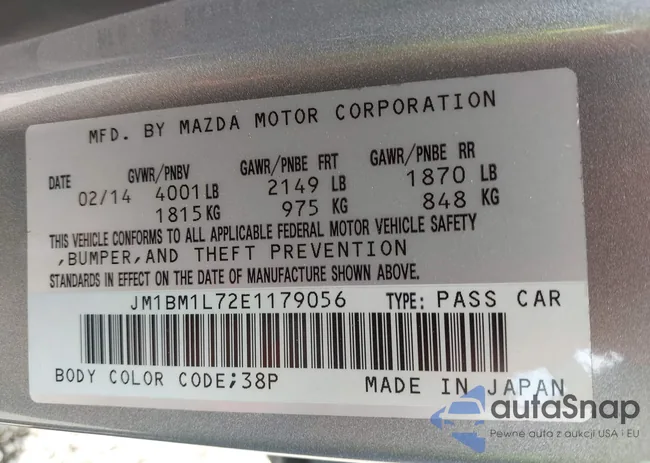 MFD. BY MAZDA MOTOR CORPORATION
DATE GVWR/PNBV GAWR/PNBE FRT GAWR/PNBE RR
02/14 4001 LB 2149 LB 1870 LB
1815 KG 975 KG 848 KG
THIS VEHICLE CONFORMS TO ALL APPLICABLE FEDERAL MOTOR VEHICLE SAFETY
,BUMPER,AND THEFT PREVENTION
STANDARDS IN EFFECT ON THE DATE OF MANUFACTURE SHOWN ABOVE.
JM1BM1L72E1179056 TYPE: PASS CAR
BODY COLOR CODE;38P MADE IN JAPAN
autaSnap
Pewne auta z aukcji USA i EU